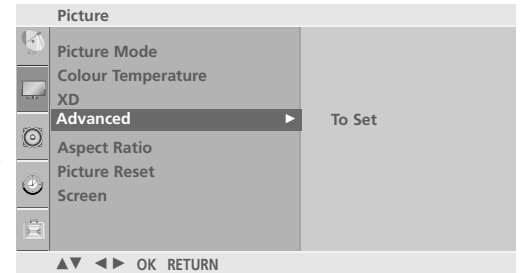 Picture
Picture Mode
Colour Temperature
XD
Advanced ► To Set
Aspect Ratio
Picture Reset
Screen
▲▼ ◄► OK RETURN